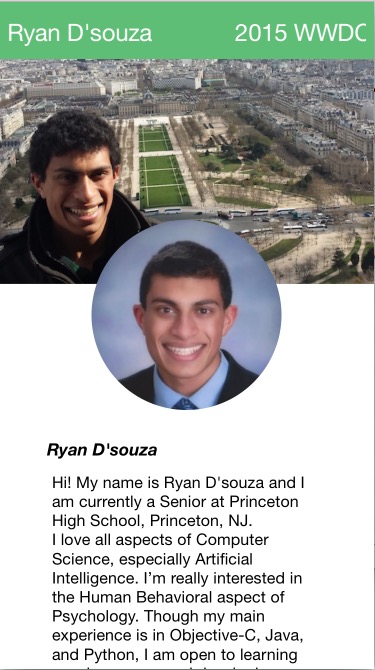 Ryan D'souza 2015 WWDC
Ryan D'souza
Hi! My name is Ryan D'souza and I
am currently a Senior at Princeton
High School, Princeton, NJ.
I love all aspects of Computer
Science, especially Artificial
Intelligence. I’m really interested in
the Human Behavioral aspect of
Psychology. Though my main
experience is in Objective-C, Java,
and Python, I am open to learning